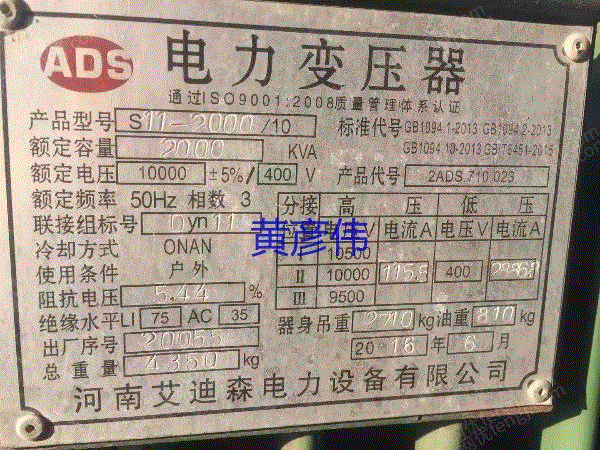 ADS 电力变压器
通过ISO9001:2008质量管理体系认证
产品型号 S11-2000/10 标准代号 GB1094.1-2013 GB1094.2-2013
额定容量 2000 KVA GB1094.10-2013 GB/T6451-2015
额定电压 10000 ±5%/ 400 V 产品代号 2ADS.710.023
额定频率 50Hz 相数 3
分接 高 压 低 压
联接组标号 Dyn11 电压V 电流A 电压V 电流A
黄彦伟
冷却方式 ONAN 10500
使用条件 户外 II 10000 115.5 400
阻抗电压 5.44 % III 9500
绝缘水平 LI 75 AC 35 器身吊重 kg 油重 810 kg
出厂序号 20055 20 年 6 月
总重量 4350 kg
河南艾迪森电力设备有限公司